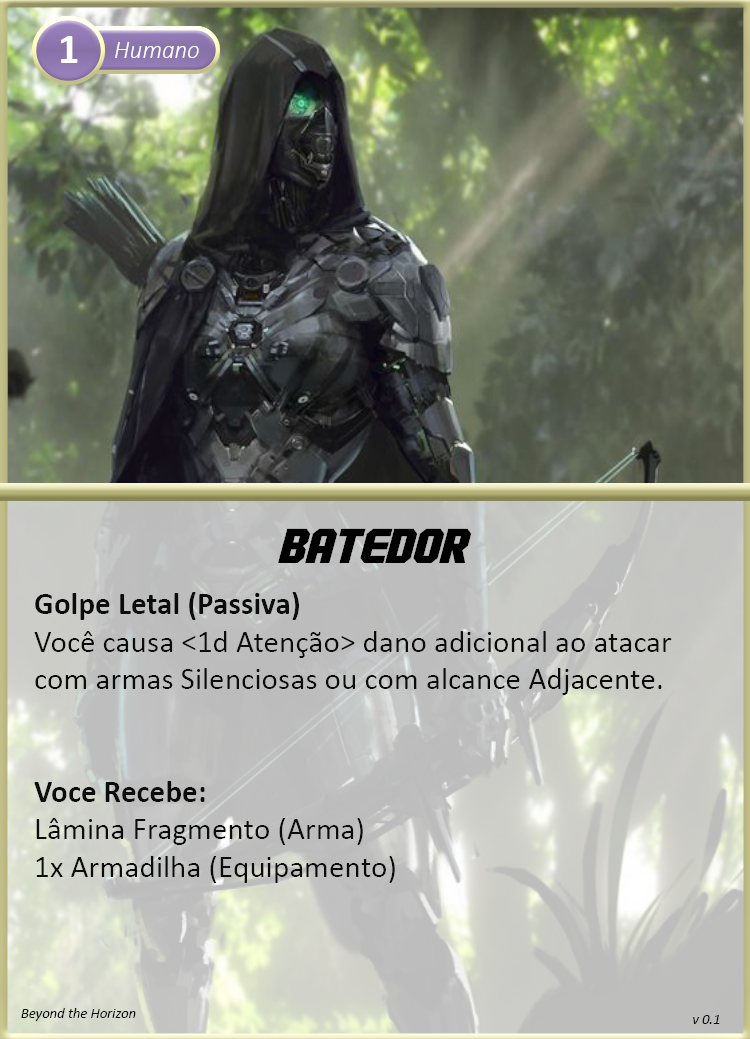 1 Humano
BATEDOR
Golpe Letal (Passiva)
Você causa <1d Atenção> dano adicional ao atacar
com armas Silenciosas ou com alcance Adjacente.
Voce Recebe:
Lâmina Fragmento (Arma)
1x Armadilha (Equipamento)
Beyond the Horizon
v 0.1